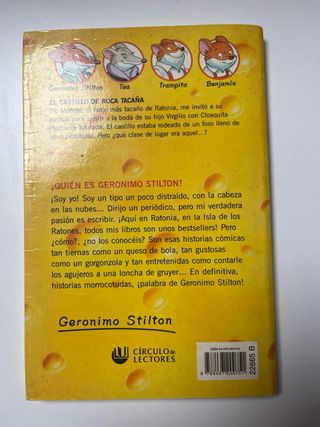 Geronimo Stilton
Tea
Trampita
Benjamín
EL CASTILLO DE ROCA TACAÑA
Tío Metomo, el ratón más tacaño de Ratonia, me invitó a su
castillo para asistir a la boda de su hijo Virgilio con Cloaquita
El castillo estaba rodeado de un foso lleno de
agua Pero ¿qué clase de lugar era aquel...?
¿QUIÉN ES GERONIMO STILTON?
¡Soy yo! Soy un tipo un poco distraído, con la cabeza
en las nubes... Dirijo un periódico, pero mi verdadera
pasión es escribir. ¡Aquí en Ratonia, en la Isla de los
Ratones, todos mis libros son unos bestsellers! Pero
¿cómo?, ¿no los conocéis? Son esas historias cómicas
tan tiernas como un queso de bola, tan gustosas
como un gorgonzola y tan entretenidas como contarle
los agujeros a una loncha de gruyer... En definitiva,
historias morrocotudas, ¡palabra de Geronimo Stilton!
Geronimo Stilton
CÍRCULO de
LECTORES
22665 B